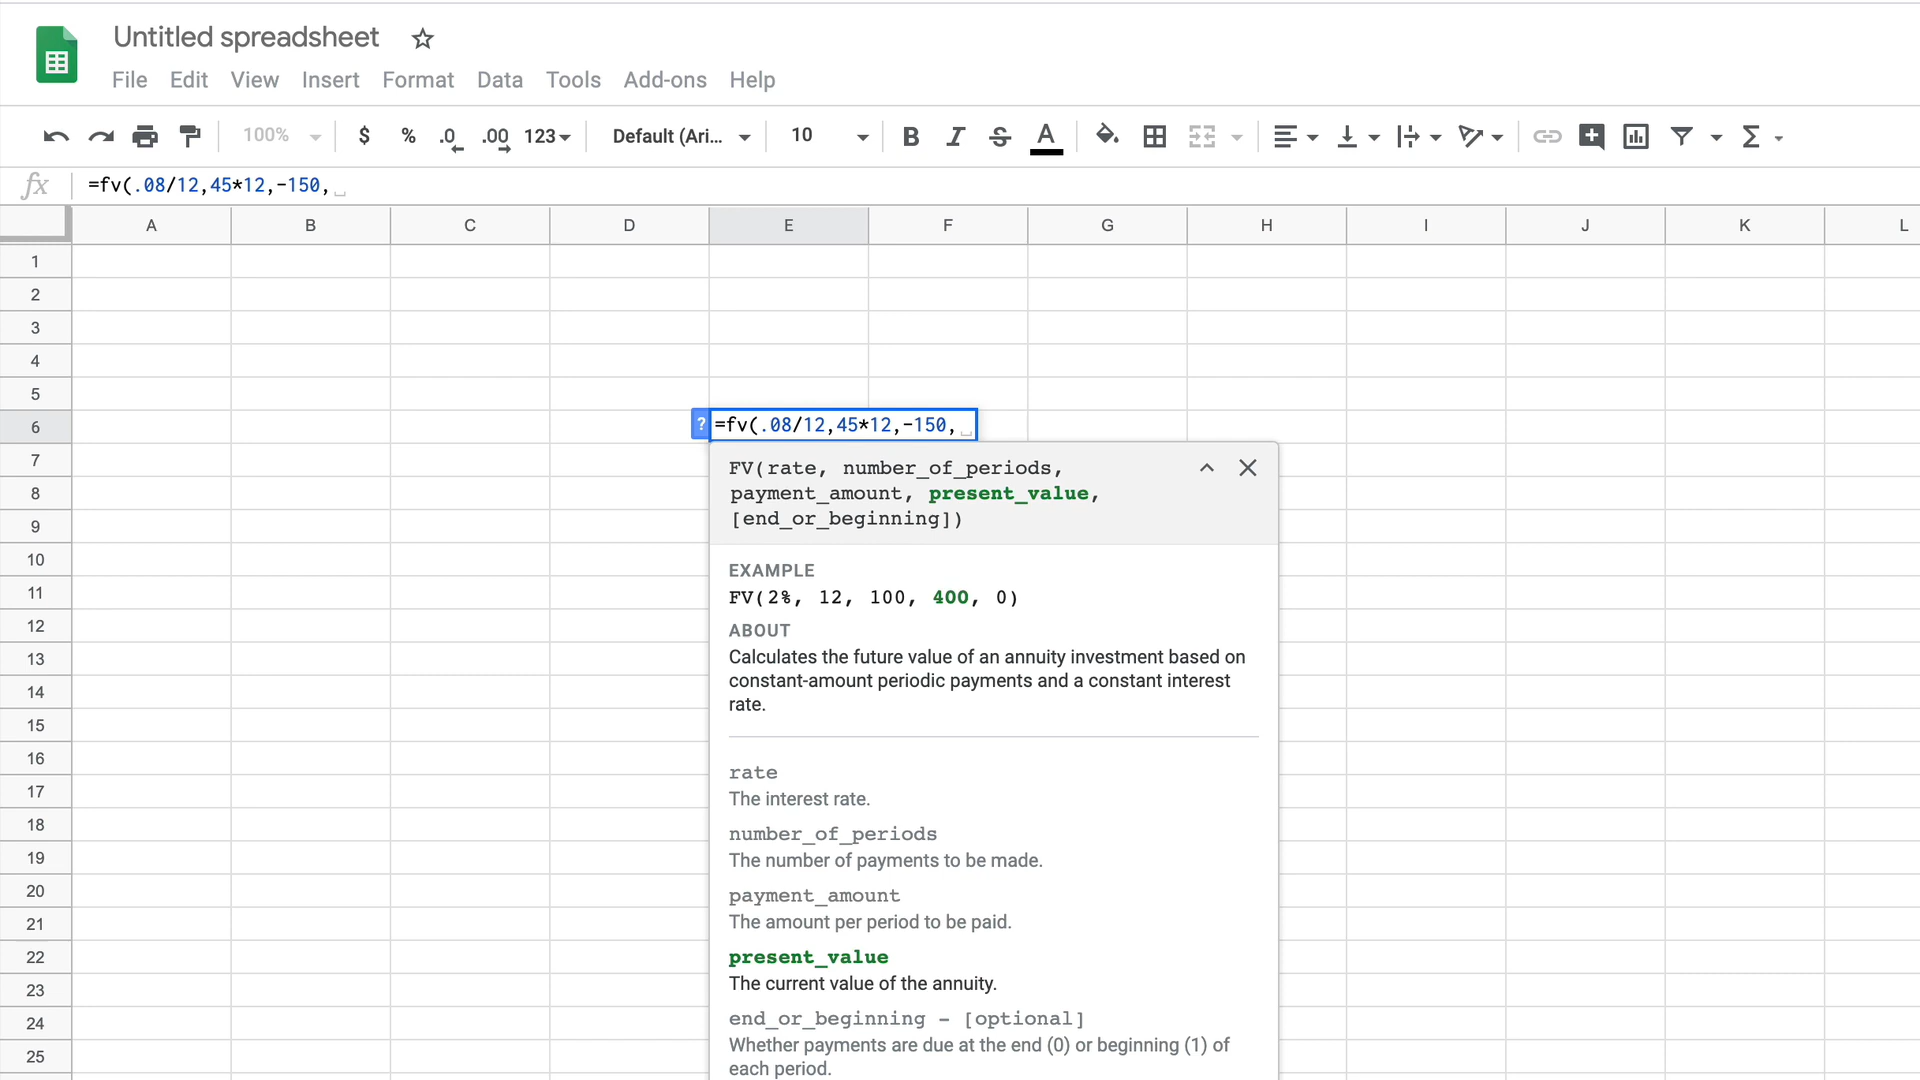 Untitled spreadsheet
File Edit View Insert Format Data Tools Add-ons Help
100% $ % .0 .00 123 Default (Ari... 10 B I S A Σ
fx =fv(.08/12,45*12,-150,
A B C D E F G H I J K L
1
2
3
4
5
6 ? =fv(.08/12,45*12,-150,
7 FV(rate, number_of_periods,
8 payment_amount, present_value,
9 [end_or_beginning])
10 EXAMPLE
11 FV(2%, 12, 100, 400, 0)
12 ABOUT
13 Calculates the future value of an annuity investment based on
14 constant-amount periodic payments and a constant interest
rate.
15
16 rate
17 The interest rate.
18 number_of_periods
19 The number of payments to be made.
20 payment_amount
21 The amount per period to be paid.
22 present_value
23 The current value of the annuity.
24 end_or_beginning – [optional]
25 Whether payments are due at the end (0) or beginning (1) of
each period.